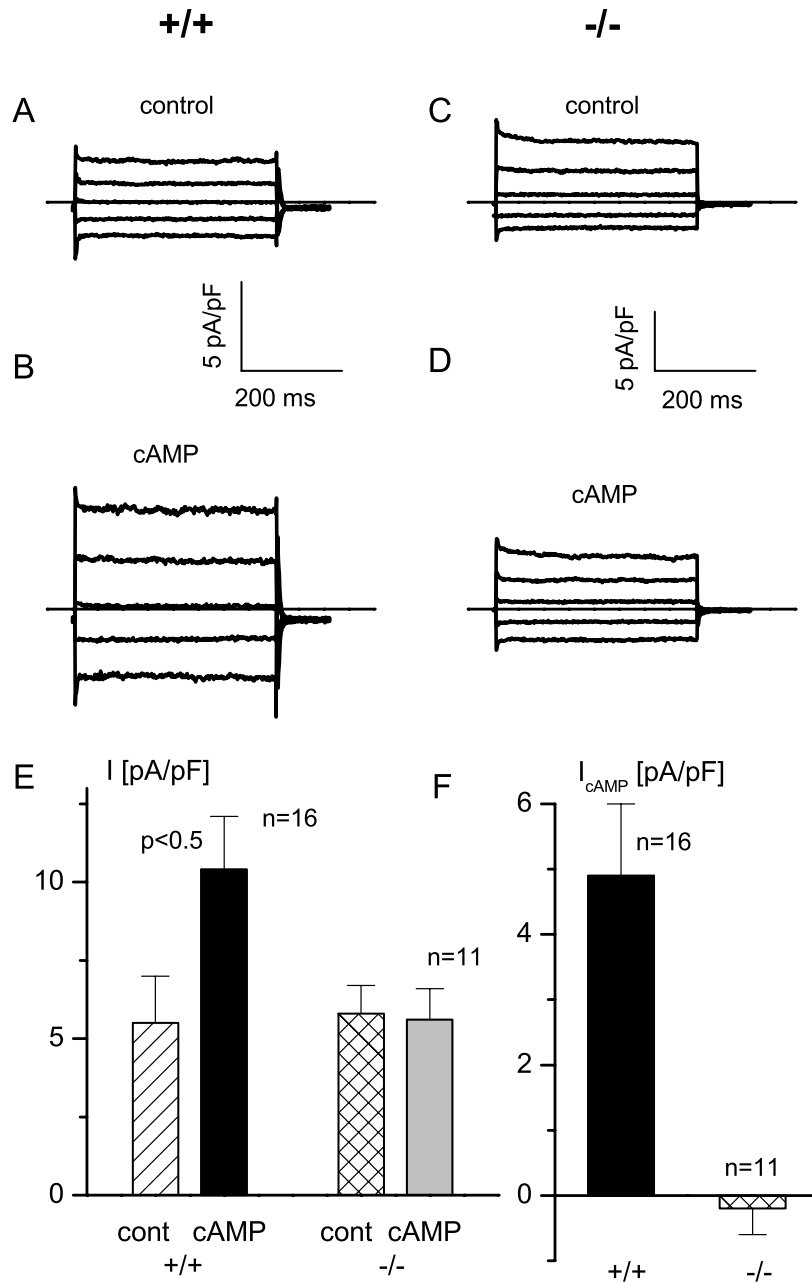 +/+
-/-
A
control
C
control
5 pA/pF
200 ms
5 pA/pF
200 ms
B
cAMP
D
cAMP
E
I [pA/pF]
p<0.5
n=16
n=11
10
5
0
cont cAMP
+/+
cont cAMP
-/-
F
IcAMP [pA/pF]
n=16
n=11
6
4
2
0
+/+
-/-